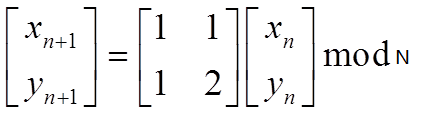 [x_{n+1}; y_{n+1}] = [1 1; 1 2] [x_n; y_n] mod N